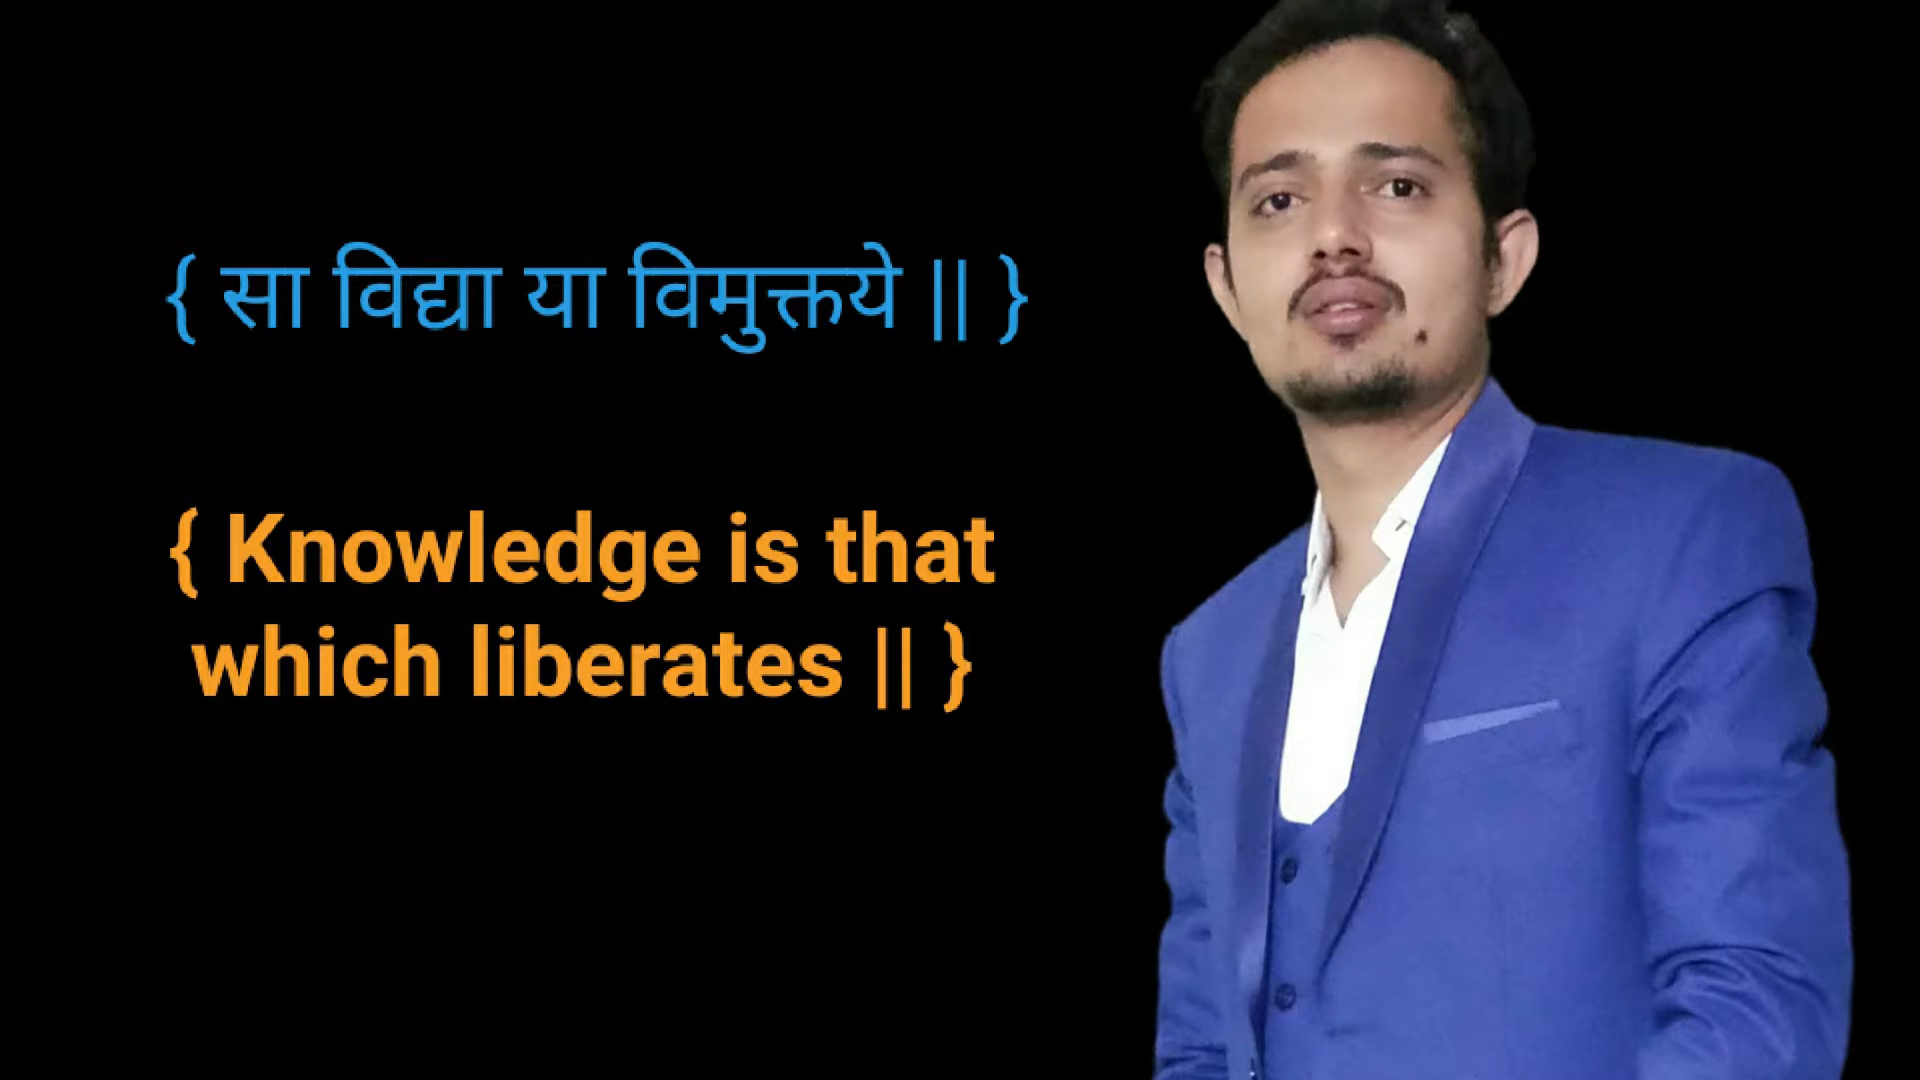 { सा विद्या या विमुक्तये || }
{ Knowledge is that
which liberates || }